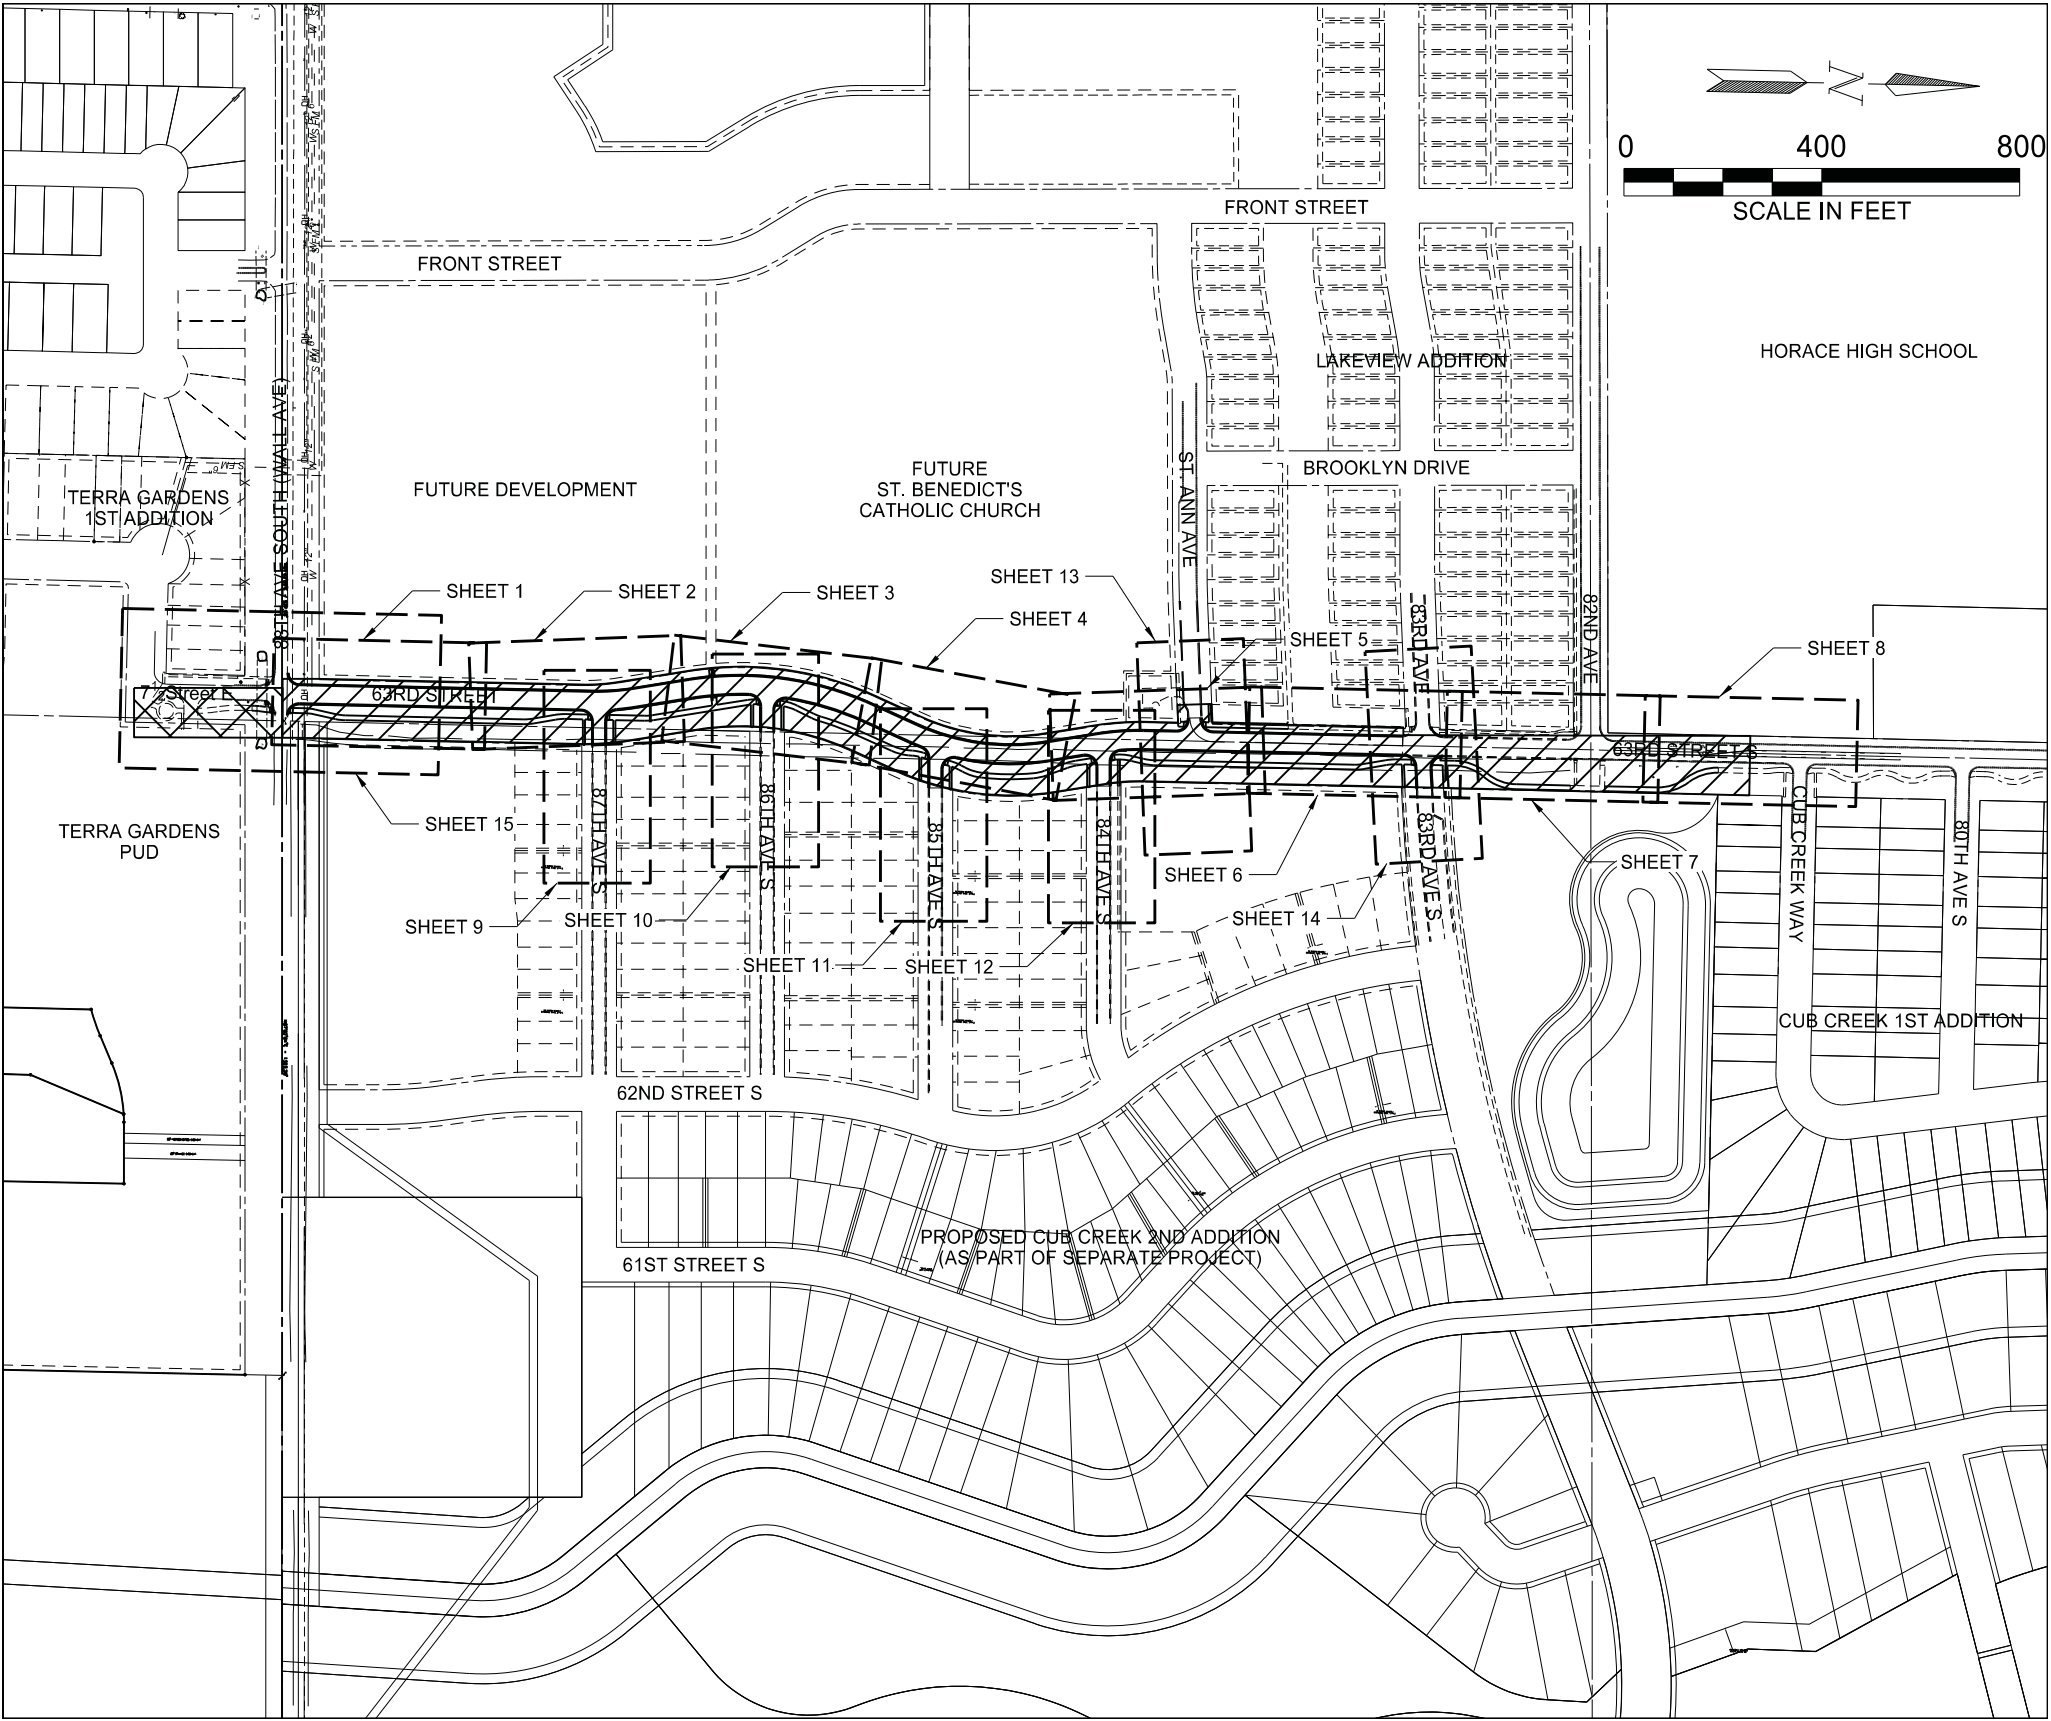 N
0 400 800
SCALE IN FEET
FRONT STREET
FRONT STREET
LAKEVIEW ADDITION
HORACE HIGH SCHOOL
BROOKLYN DRIVE
TERRA GARDENS
1ST ADDITION
88TH AVE SOUTH (WALL AVE)
FUTURE DEVELOPMENT
FUTURE
ST. BENEDICT'S
CATHOLIC CHURCH
ST. ANN AVE
SHEET 1
SHEET 2
SHEET 3
SHEET 13
SHEET 4
SHEET 5
83RD AVE
82ND AVE
SHEET 8
7 ½ Street E
63RD STREET
63RD STREET S
TERRA GARDENS
PUD
SHEET 15
87TH AVE S
86TH AVE S
85TH AVE S
84TH AVE S
83RD AVE S
CUB CREEK WAY
80TH AVE S
SHEET 6
SHEET 7
SHEET 9
SHEET 10
SHEET 14
SHEET 11
SHEET 12
CUB CREEK 1ST ADDITION
62ND STREET S
PROPOSED CUB CREEK 2ND ADDITION
(AS PART OF SEPARATE PROJECT)
61ST STREET S